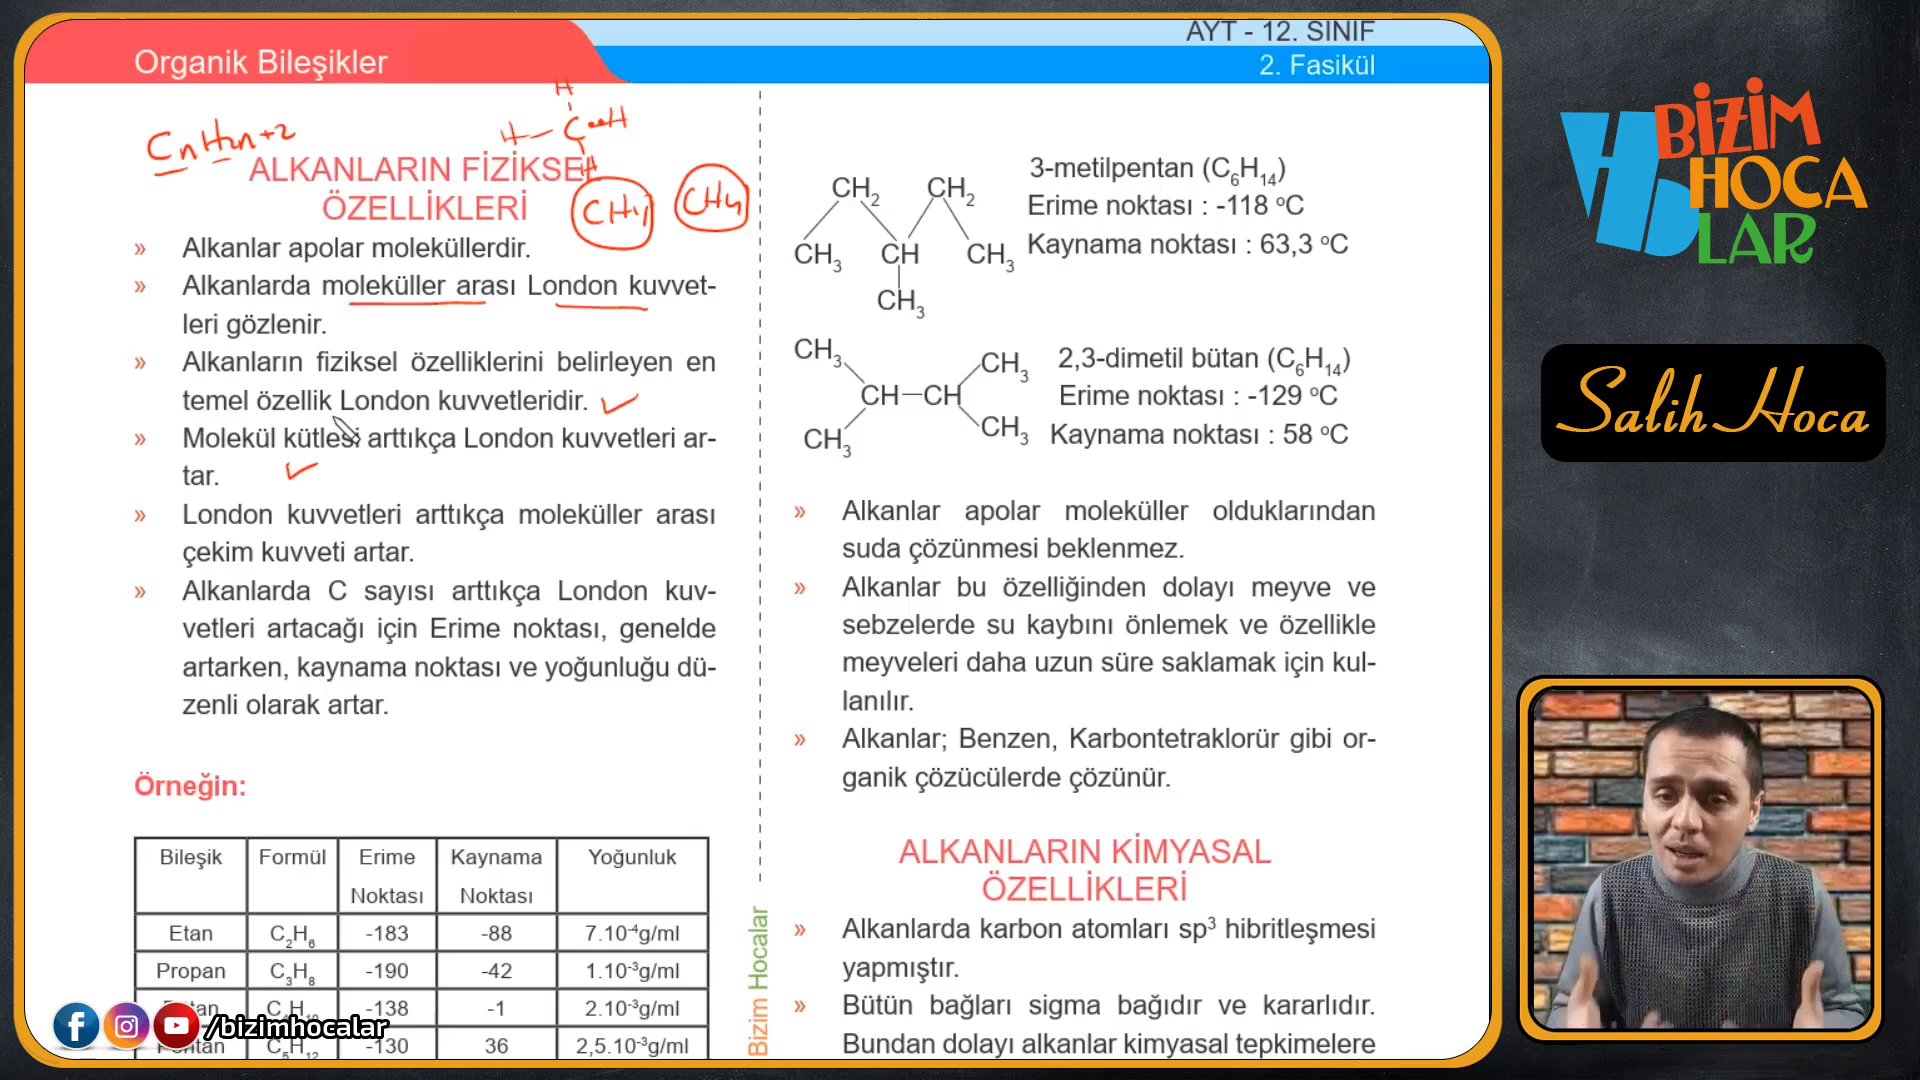 Organik Bileşikler
AYT - 12. SINIF
2. Fasikül
CnH2n+2
H
H-C-H
H
CH4
CH4
ALKANLARIN FİZİKSEL
ÖZELLİKLERİ
» Alkanlar apolar moleküllerdir.
» Alkanlarda moleküller arası London kuvvet-
leri gözlenir.
» Alkanların fiziksel özelliklerini belirleyen en
temel özellik London kuvvetleridir.
» Molekül kütlesi arttıkça London kuvvetleri ar-
tar.
» London kuvvetleri arttıkça moleküller arası
çekim kuvveti artar.
» Alkanlarda C sayısı arttıkça London kuv-
vetleri artacağı için Erime noktası, genelde
artarken, kaynama noktası ve yoğunluğu dü-
zenli olarak artar.
Örneğin:
Bileşik Formül Erime Noktası Kaynama Noktası Yoğunluk
Etan C2H6 -183 -88 7.10⁻⁴g/ml
Propan C3H8 -190 -42 1.10⁻³g/ml
-138 -1 2.10⁻³g/ml
C5H12 -130 36 2,5.10⁻³g/ml
/bizimhocalar
Bizim Hocalar
CH2 CH2
CH3 CH CH3
CH3
3-metilpentan (C6H14)
Erime noktası : -118 ºC
Kaynama noktası : 63,3 ºC
CH3 CH3
CH–CH
CH3 CH3
2,3-dimetil bütan (C6H14)
Erime noktası : -129 ºC
Kaynama noktası : 58 ºC
» Alkanlar apolar moleküller olduklarından
suda çözünmesi beklenmez.
» Alkanlar bu özelliğinden dolayı meyve ve
sebzelerde su kaybını önlemek ve özellikle
meyveleri daha uzun süre saklamak için kul-
lanılır.
» Alkanlar; Benzen, Karbontetraklorür gibi or-
ganik çözücülerde çözünür.
ALKANLARIN KİMYASAL
ÖZELLİKLERİ
» Alkanlarda karbon atomları sp³ hibritleşmesi
yapmıştır.
» Bütün bağları sigma bağıdır ve kararlıdır.
Bundan dolayı alkanlar kimyasal tepkimelere
BİZİM
HOCA
LAR
Salih Hoca